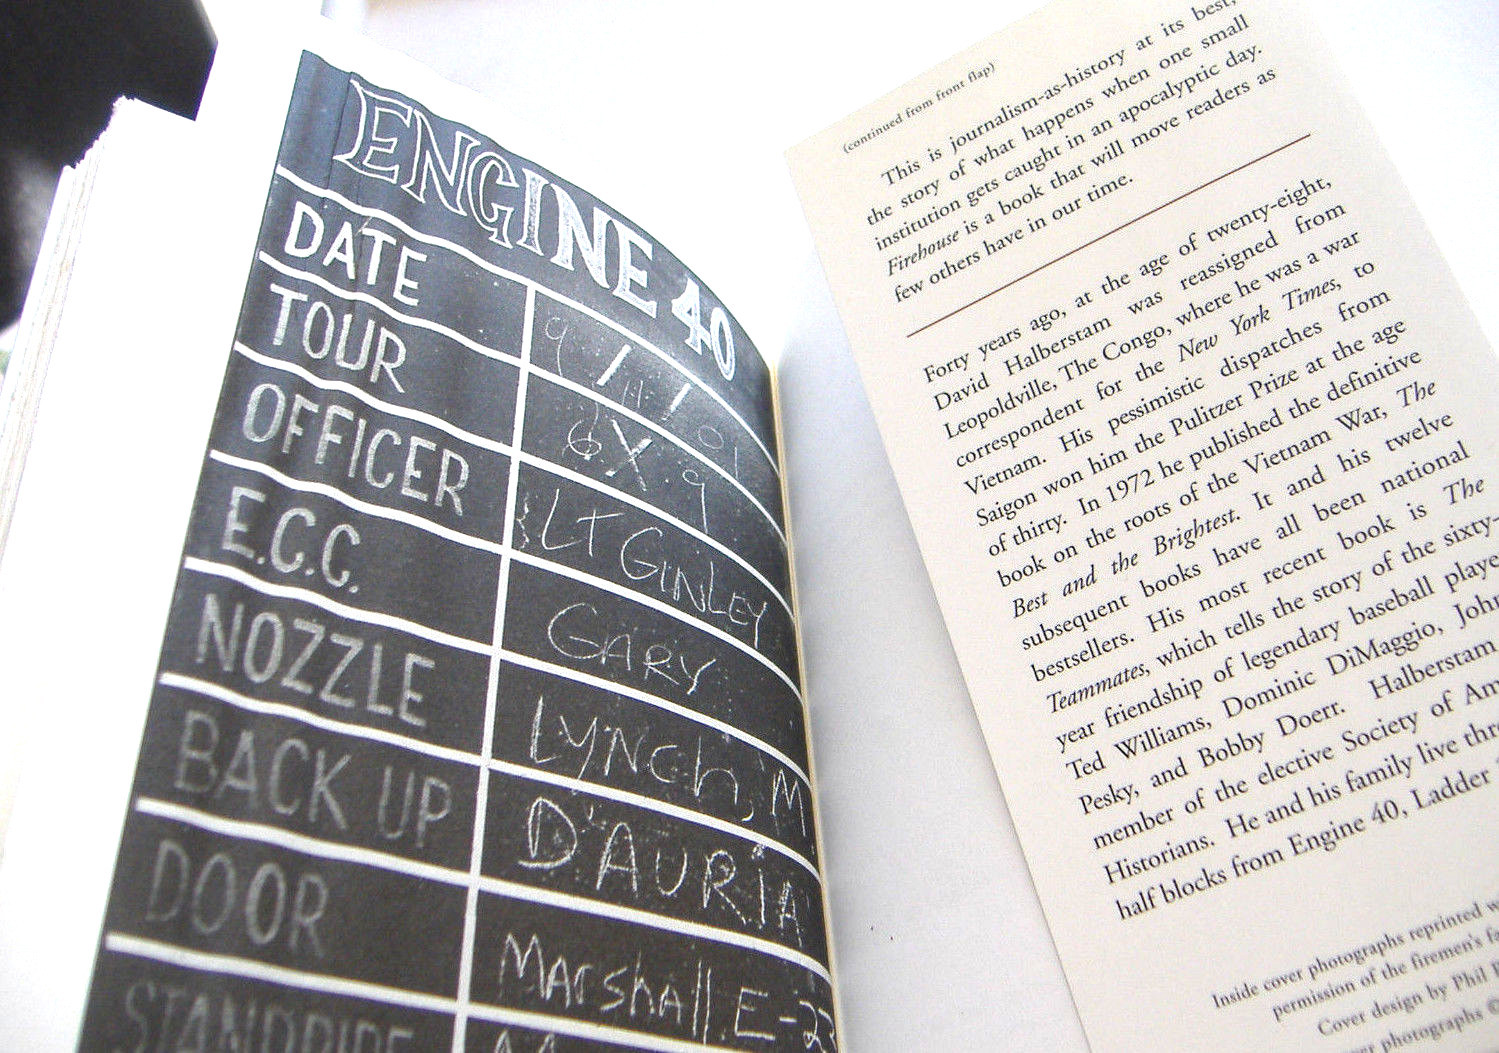 ENGINE 40
DATE 9/11/01
TOUR 6X9
OFFICER LT GINLEY
E.C.C. GARY
NOZZLE LYNCH, M
BACK UP D'AURIA
DOOR Marshall E-23
STANDPIPE
(continued from front flap)
This is journalism-as-history at its best,
the story of what happens when one small
institution gets caught in an apocalyptic day.
Firehouse is a book that will move readers as
few others have in our time.
Forty years ago, at the age of twenty-eight,
David Halberstam was reassigned from
Leopoldville, The Congo, where he was a war
correspondent for the New York Times, to
Vietnam. His pessimistic dispatches from
Saigon won him the Pulitzer Prize at the age
of thirty. In 1972 he published the definitive
book on the roots of the Vietnam War, The
Best and the Brightest. It and his twelve
subsequent books have all been national
bestsellers. His most recent book is The
Teammates, which tells the story of the sixty-
year friendship of legendary baseball playe
Ted Williams, Dominic DiMaggio, John
Pesky, and Bobby Doerr. Halberstam
member of the elective Society of Am
Historians. He and his family live thr
half blocks from Engine 40, Ladder
Inside cover photographs reprinted w
permission of the firemen's fa
Cover design by Phil
photographs ©